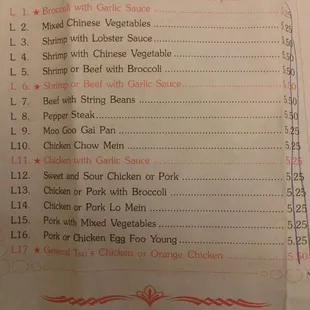 L 1. ★ Broccoli with Garlic Sauce 5.25
L 2. Mixed Chinese Vegetables 5.25
L 3. Shrimp with Lobster Sauce 5.50
L 4. Shrimp with Chinese Vegetable 5.50
L 5. Shrimp or Beef with Broccoli 5.50
L 6. ★ Shrimp or Beef with Garlic Sauce 5.50
L 7. Beef with String Beans 5.50
L 8. Pepper Steak 5.50
L 9. Moo Goo Gai Pan 5.25
L10. Chicken Chow Mein 5.25
L11. ★ Chicken with Garlic Sauce 5.25
L12. Sweet and Sour Chicken or Pork 5.25
L13. Chicken or Pork with Broccoli 5.25
L14. Chicken or Pork Lo Mein 5.25
L15. Pork with Mixed Vegetables 5.25
L16. Pork or Chicken Egg Foo Young 5.25
L17 ★ General Tso's Chicken or Orange Chicken 5.50